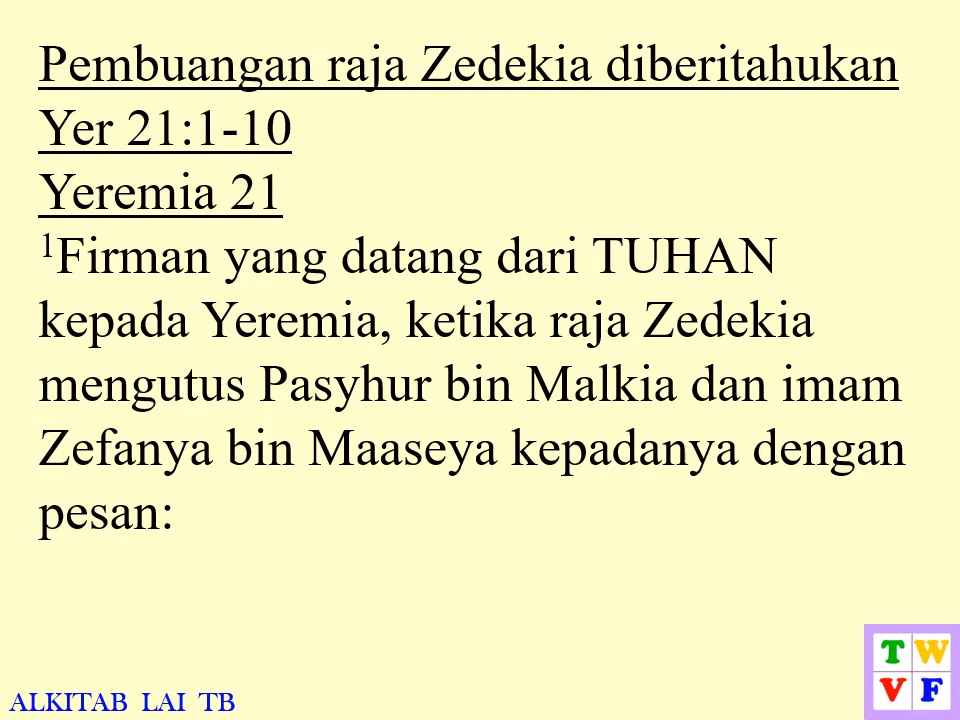 Pembuangan raja Zedekia diberitahukan
Yer 21:1-10
Yeremia 21
¹Firman yang datang dari TUHAN
kepada Yeremia, ketika raja Zedekia
mengutus Pasyhur bin Malkia dan imam
Zefanya bin Maaseya kepadanya dengan
pesan:
ALKITAB LAI TB
T W
V F